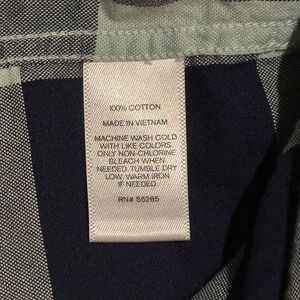 100% COTTON
MADE IN VIETNAM
MACHINE WASH COLD
WITH LIKE COLORS.
ONLY NON-CHLORINE
BLEACH WHEN
NEEDED. TUMBLE DRY
LOW. WARM IRON
IF NEEDED.
RN# 55285